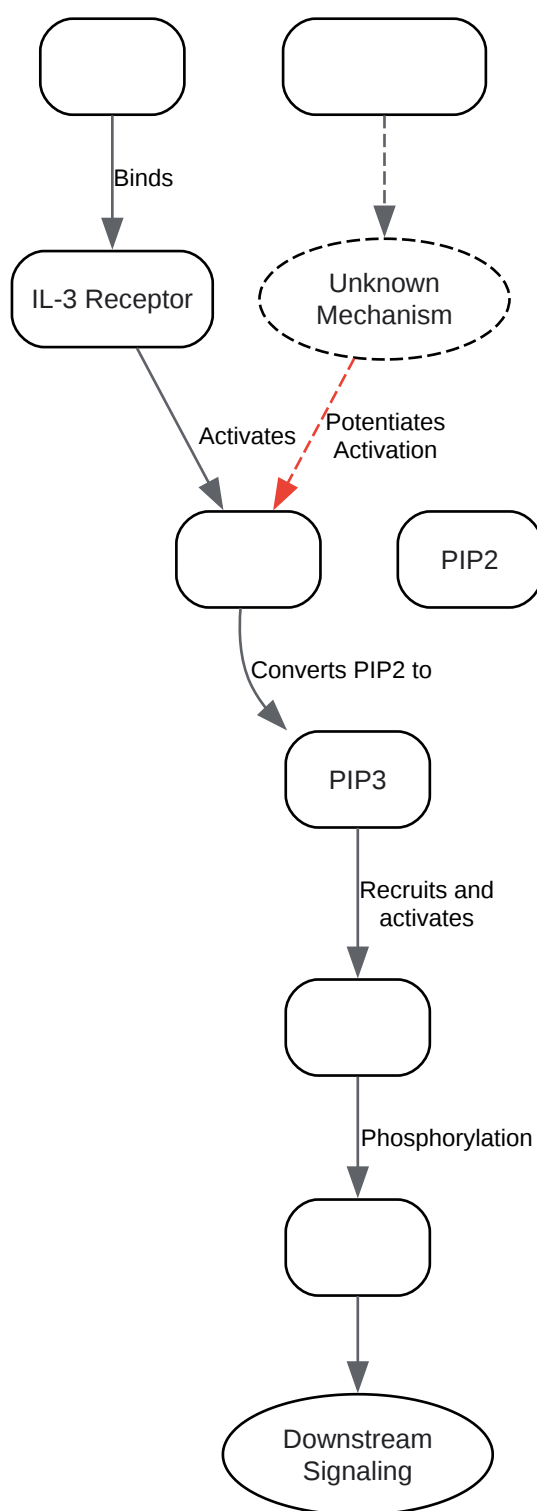 Binds
IL-3 Receptor
Unknown
Mechanism
Activates
Potentiates
Activation
PIP2
Converts PIP2 to
PIP3
Recruits and
activates
Phosphorylation
Downstream
Signaling